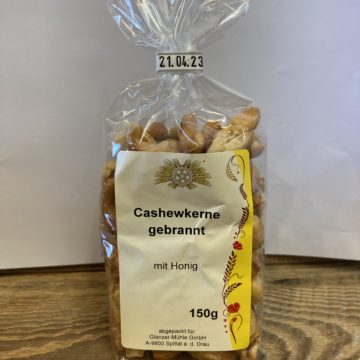 21.04.23
Cashewkerne
gebrannt
mit Honig
150g
abgepackt für
Glanzer-Mühle GmbH
A-9800 Spittal a. d. Drau